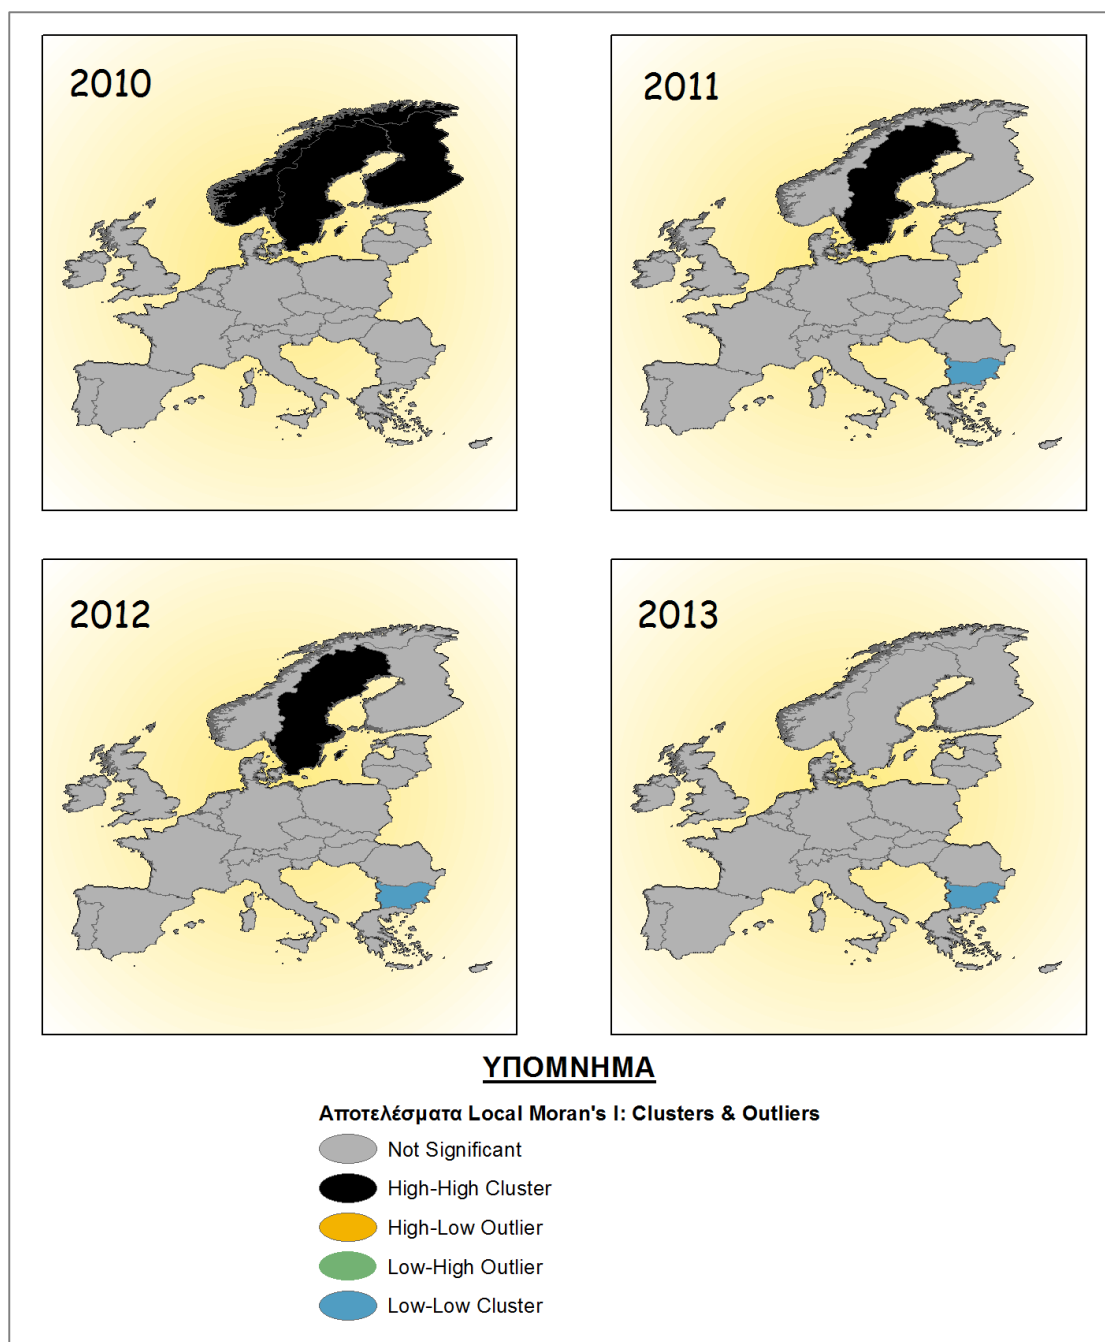 2010
2011
2012
2013
ΥΠΟΜΝΗΜΑ
Αποτελέσματα Local Moran's I: Clusters & Outliers
Not Significant
High-High Cluster
High-Low Outlier
Low-High Outlier
Low-Low Cluster